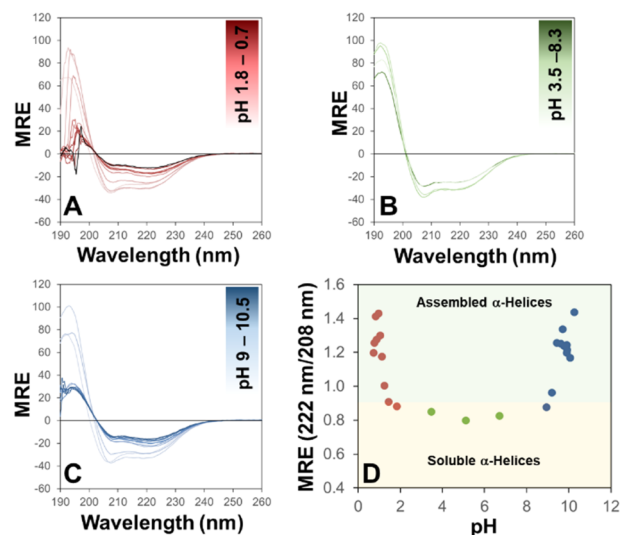 120
100
80
60
40
20
0
-20
-40
-60
MRE
pH 1.8 – 0.7
A
190 200 210 220 230 240 250 260
Wavelength (nm)
120
100
80
60
40
20
0
-20
-40
-60
MRE
pH 3.5 –8.3
B
190 200 210 220 230 240 250 260
Wavelength (nm)
120
100
80
60
40
20
0
-20
-40
-60
MRE
pH 9 – 10.5
C
190 200 210 220 230 240 250 260
Wavelength (nm)
1.6
1.4
1.2
1.0
0.8
0.6
0.4
MRE (222 nm/208 nm)
Assembled α-Helices
Soluble α-Helices
D
0 2 4 6 8 10 12
pH